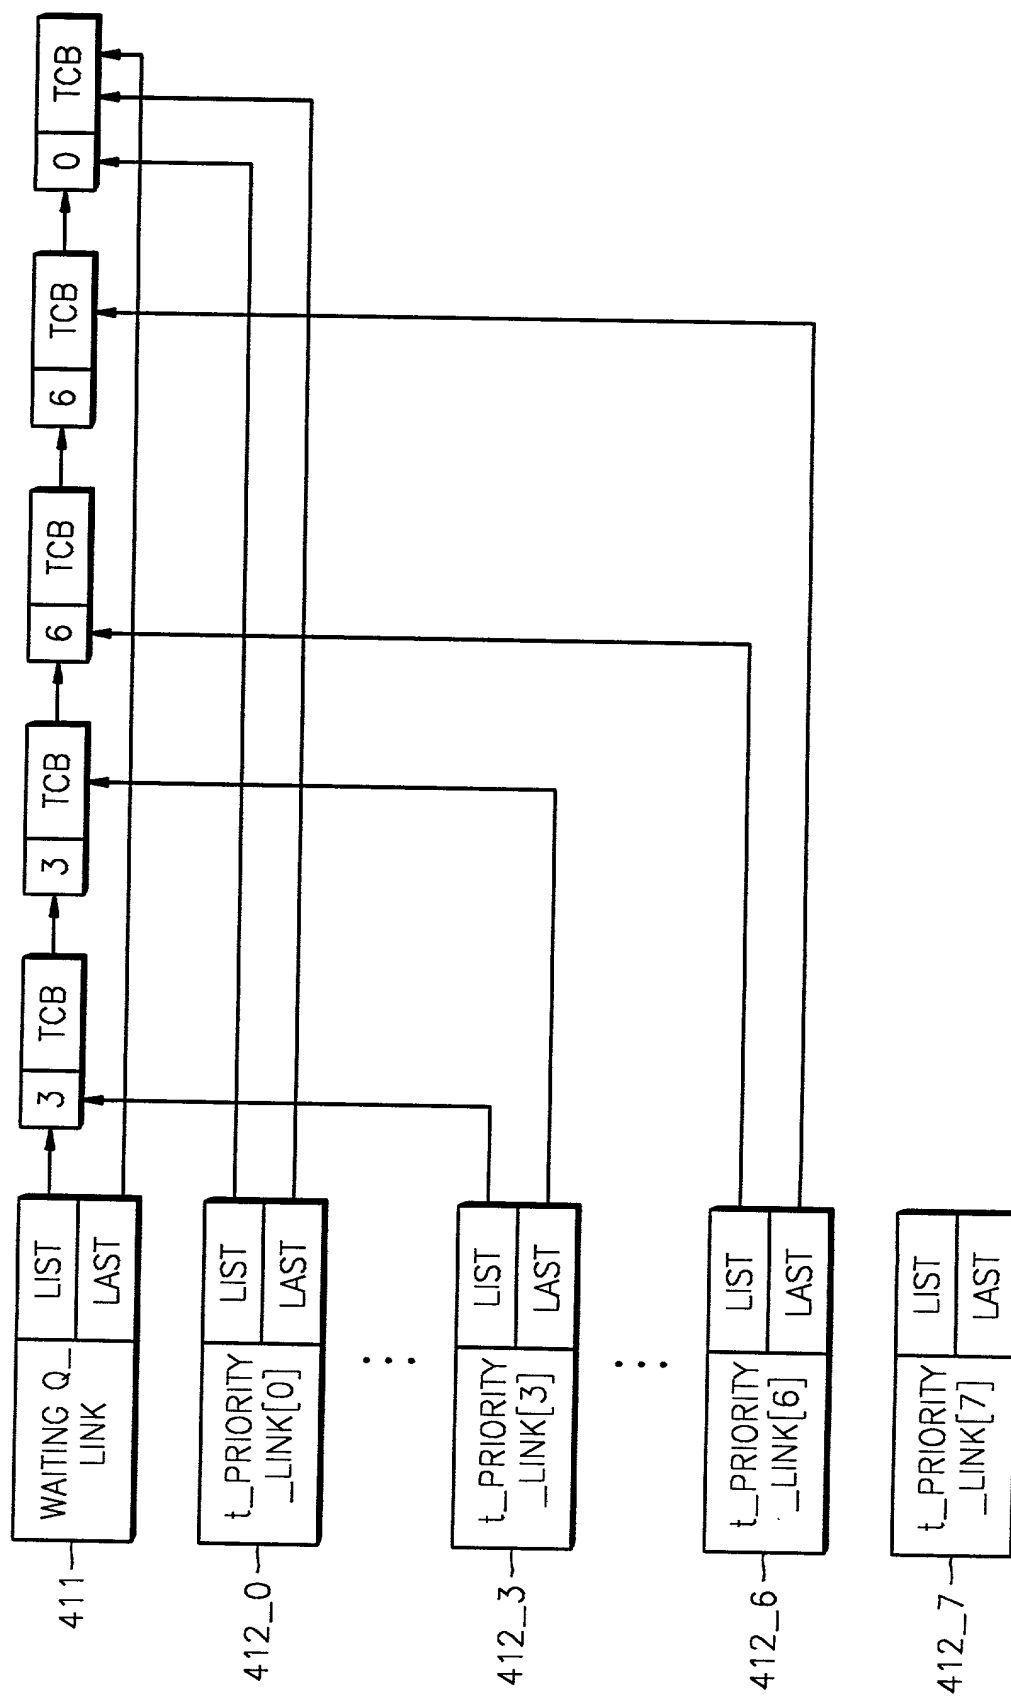 411
WAITING Q_
LINK
LIST
LAST
3 TCB
3 TCB
6 TCB
6 TCB
0 TCB
412_0
t_PRIORITY
_LINK[0]
LIST
LAST
412_3
t_PRIORITY
_LINK[3]
LIST
LAST
412_6
t_PRIORITY
_LINK[6]
LIST
LAST
412_7
t_PRIORITY
_LINK[7]
LIST
LAST